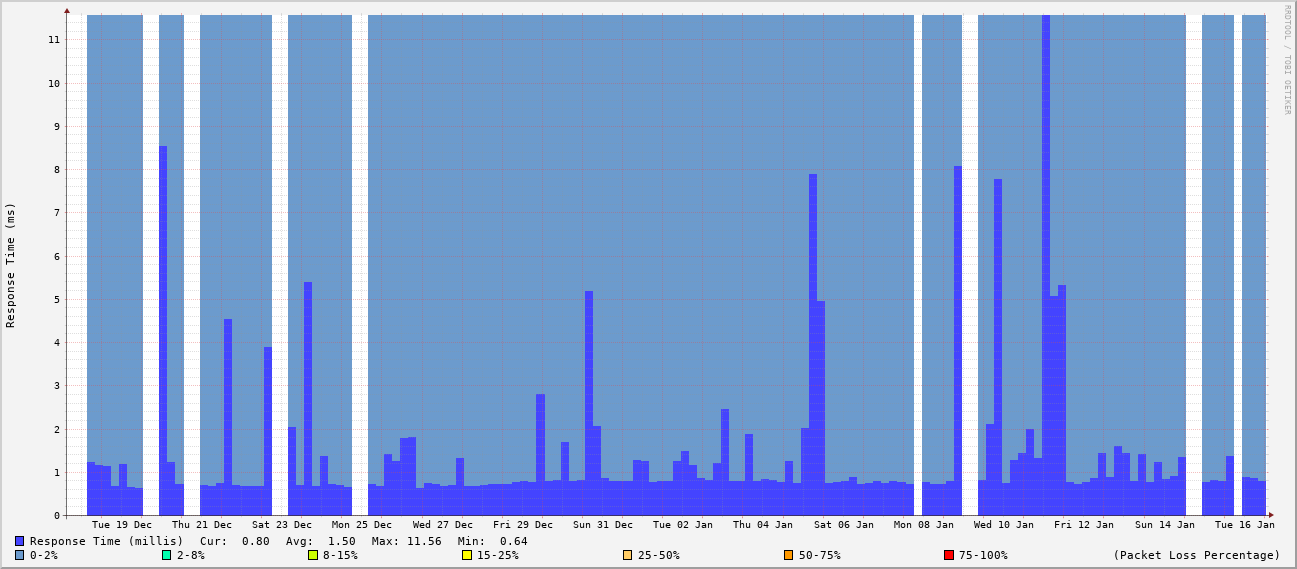 RRDTOOL / TOBI OETIKER
Response Time (ms)
11
10
9
8
7
6
5
4
3
2
1
0
Tue 19 Dec Thu 21 Dec Sat 23 Dec Mon 25 Dec Wed 27 Dec Fri 29 Dec Sun 31 Dec Tue 02 Jan Thu 04 Jan Sat 06 Jan Mon 08 Jan Wed 10 Jan Fri 12 Jan Sun 14 Jan Tue 16 Jan
Response Time (millis) Cur: 0.80 Avg: 1.50 Max: 11.56 Min: 0.64
0-2% 2-8% 8-15% 15-25% 25-50% 50-75% 75-100% (Packet Loss Percentage)